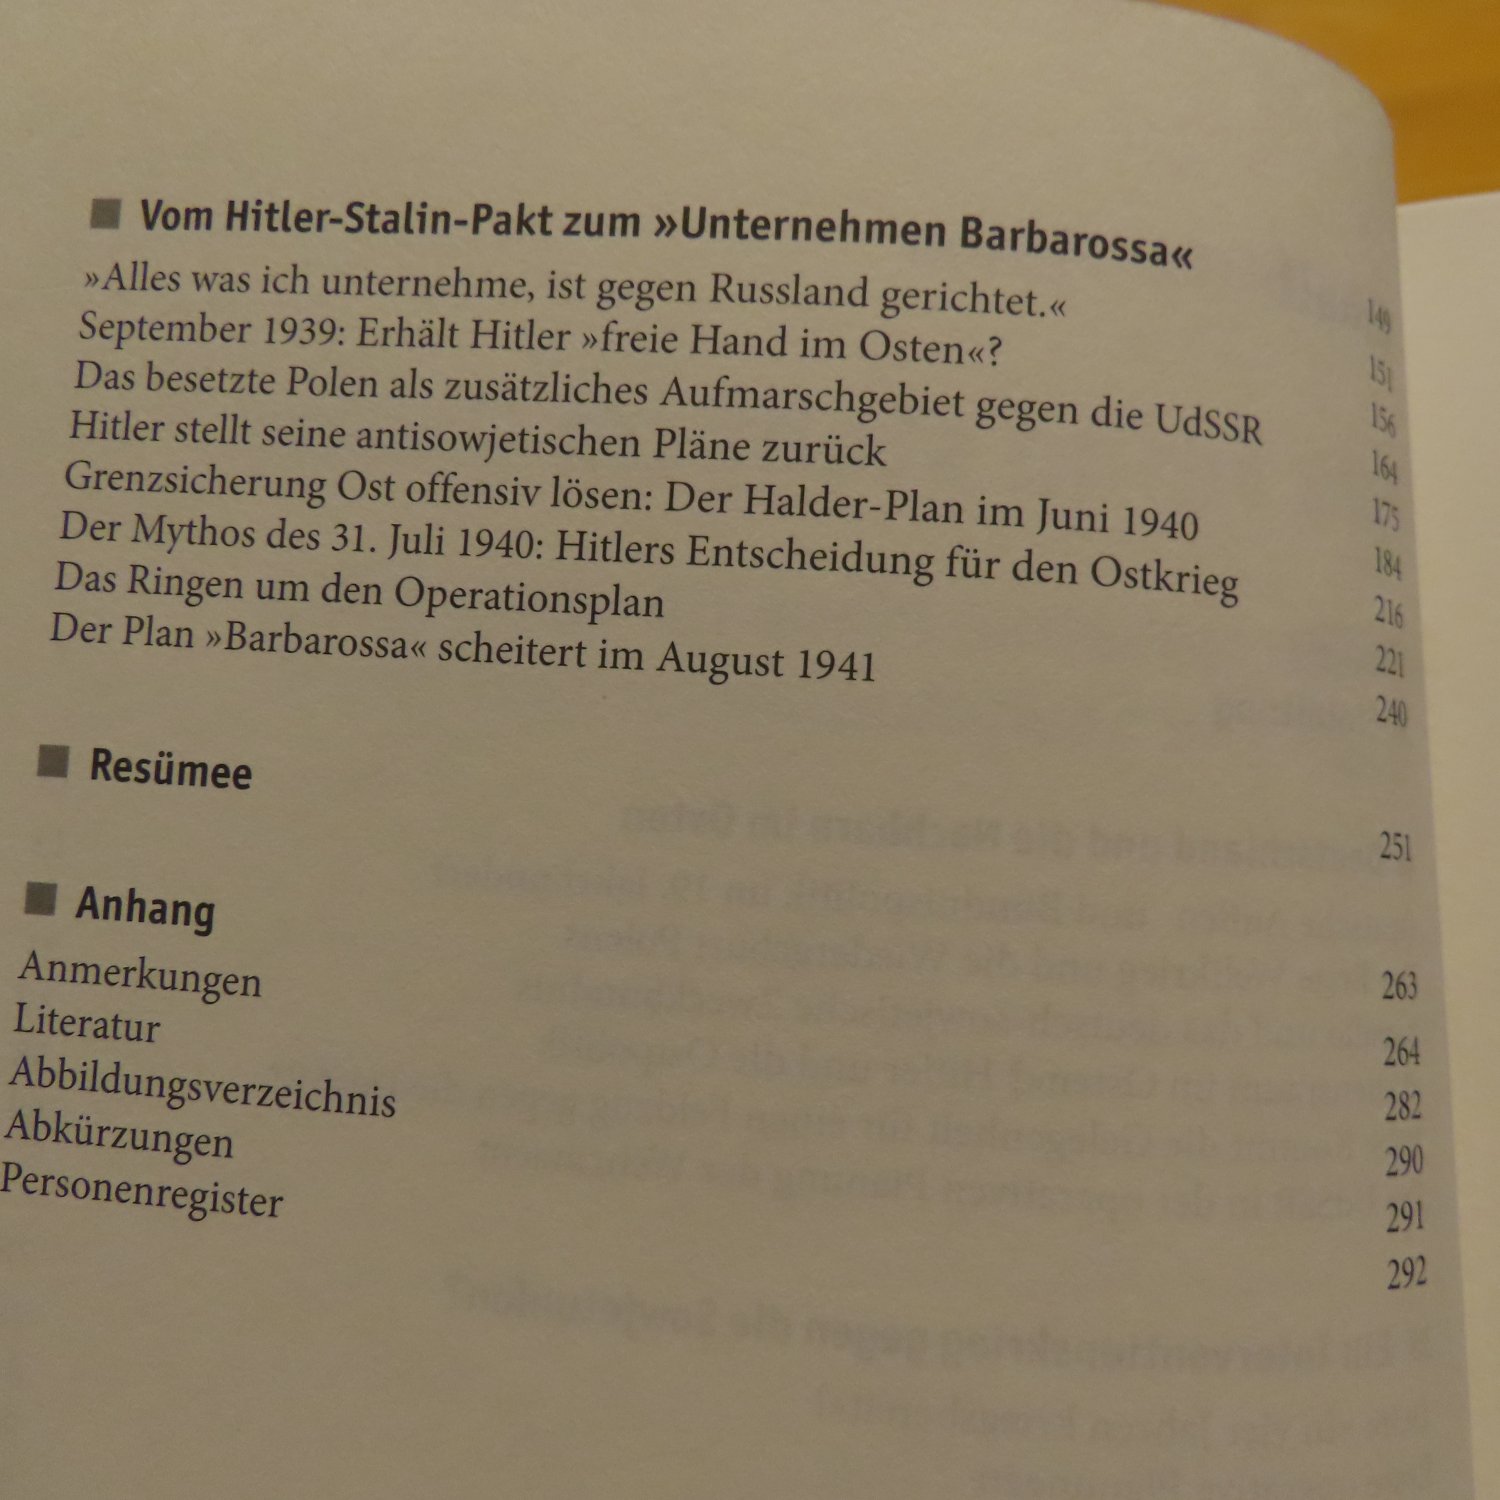 ■ Vom Hitler-Stalin-Pakt zum »Unternehmen Barbarossa« 149
»Alles was ich unternehme, ist gegen Russland gerichtet.« 151
September 1939: Erhält Hitler »freie Hand im Osten«? 156
Das besetzte Polen als zusätzliches Aufmarschgebiet gegen die UdSSR 164
Hitler stellt seine antisowjetischen Pläne zurück 175
Grenzsicherung Ost offensiv lösen: Der Halder-Plan im Juni 1940 184
Der Mythos des 31. Juli 1940: Hitlers Entscheidung für den Ostkrieg 216
Das Ringen um den Operationsplan 221
Der Plan »Barbarossa« scheitert im August 1941 240
■ Resümee 251
■ Anhang 263
Anmerkungen 264
Literatur 282
Abbildungsverzeichnis 290
Abkürzungen 291
Personenregister 292